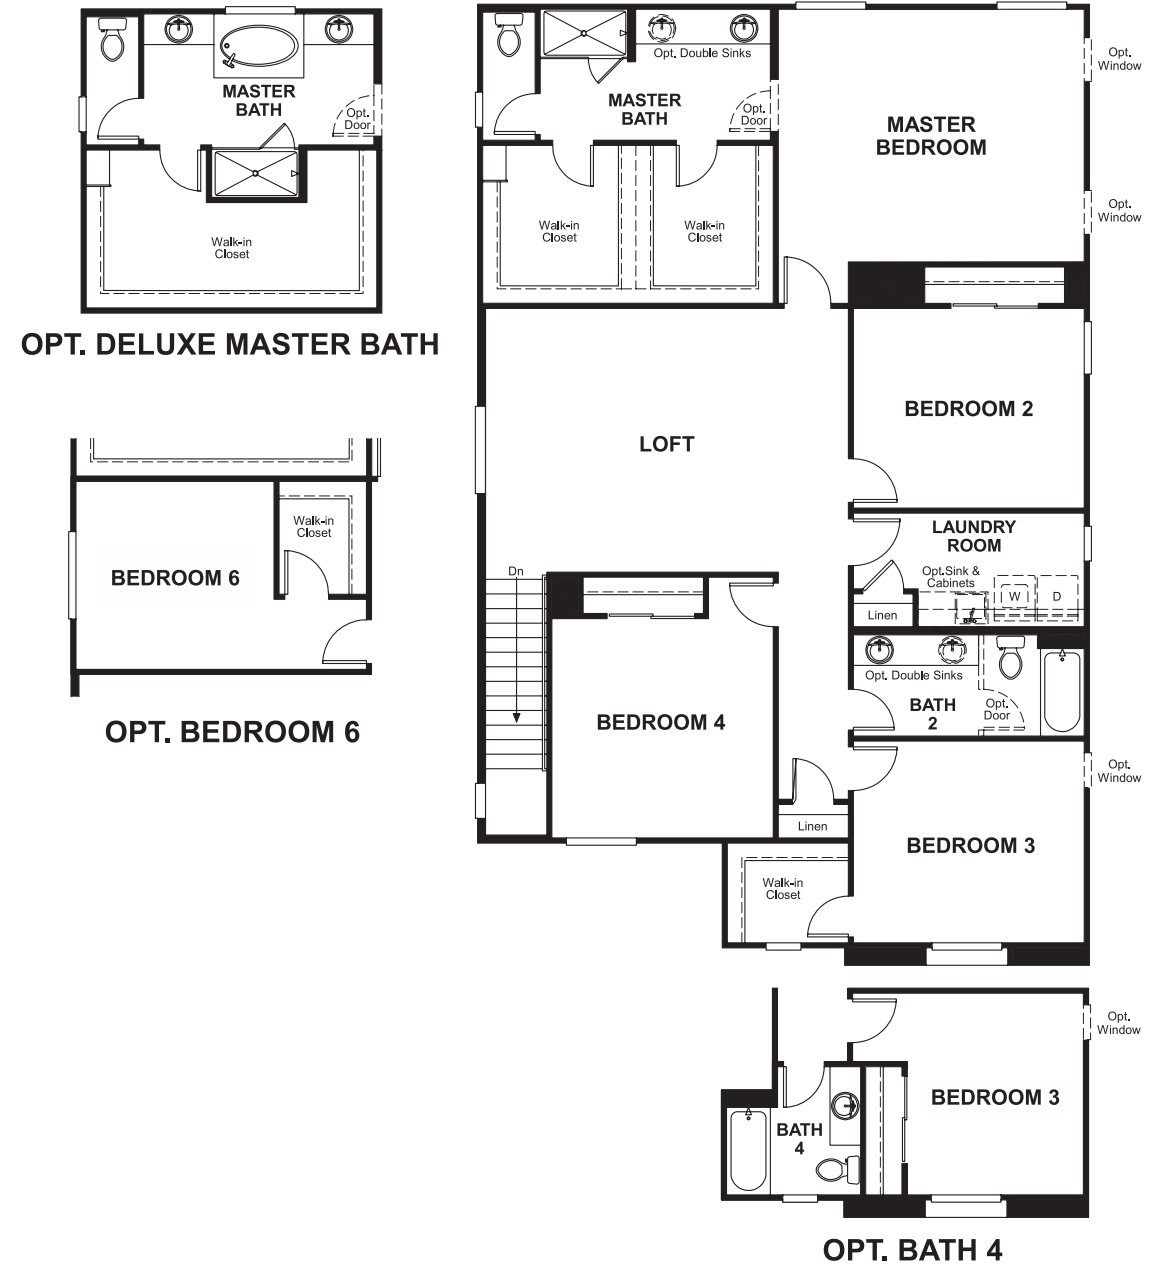 MASTER
BATH
Opt.
Door
Walk-in
Closet
OPT. DELUXE MASTER BATH
Walk-in
Closet
BEDROOM 6
OPT. BEDROOM 6
Opt. Double Sinks
MASTER
BATH
Opt.
Door
Walk-in
Closet
Walk-in
Closet
MASTER
BEDROOM
Opt.
Window
Opt.
Window
BEDROOM 2
LOFT
LAUNDRY
ROOM
Opt.Sink &
Cabinets
W
D
Linen
Dn
Opt. Double Sinks
BATH
2
Opt.
Door
BEDROOM 4
Opt.
Window
Linen
BEDROOM 3
Walk-in
Closet
Opt.
Window
BEDROOM 3
BATH
4
OPT. BATH 4